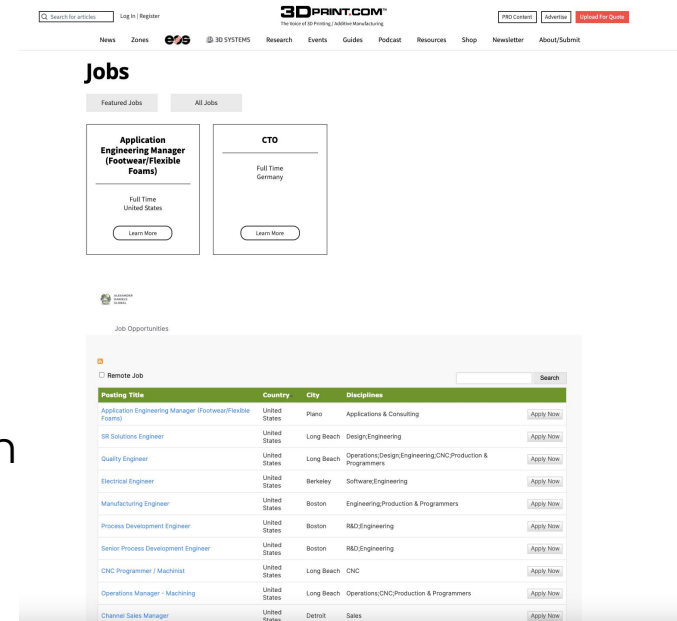 Search for articles
Log In | Register
3DPRINT.COM™
The Voice of 3D Printing / Additive Manufacturing
PRO Content
Advertise
Upload For Quote
News
Zones
eos
3D SYSTEMS
Research
Events
Guides
Podcast
Resources
Shop
Newsletter
About/Submit
Jobs
Featured Jobs
All Jobs
Application
Engineering Manager
(Footwear/Flexible
Foams)
Full Time
United States
Learn More
CTO
Full Time
Germany
Learn More
ALEXANDER
DANIELS
GLOBAL
Job Opportunities
Remote Job
Search
Posting Title Country City Disciplines
Application Engineering Manager (Footwear/Flexible
Foams)
United
States
Plano
Applications & Consulting
Apply Now
SR Solutions Engineer
United
States
Long Beach
Design;Engineering
Apply Now
Quality Engineer
United
States
Long Beach
Operations;Design;Engineering;CNC;Production &
Programmers
Apply Now
Electrical Engineer
United
States
Berkeley
Software;Engineering
Apply Now
Manufacturing Engineer
United
States
Boston
Engineering;Production & Programmers
Apply Now
Process Development Engineer
United
States
Boston
R&D;Engineering
Apply Now
Senior Process Development Engineer
United
States
Boston
R&D;Engineering
Apply Now
CNC Programmer / Machinist
United
States
Long Beach
CNC
Apply Now
Operations Manager - Machining
United
States
Long Beach
Operations;CNC;Production & Programmers
Apply Now
Channel Sales Manager
United
States
Detroit
Sales
Apply Now
n